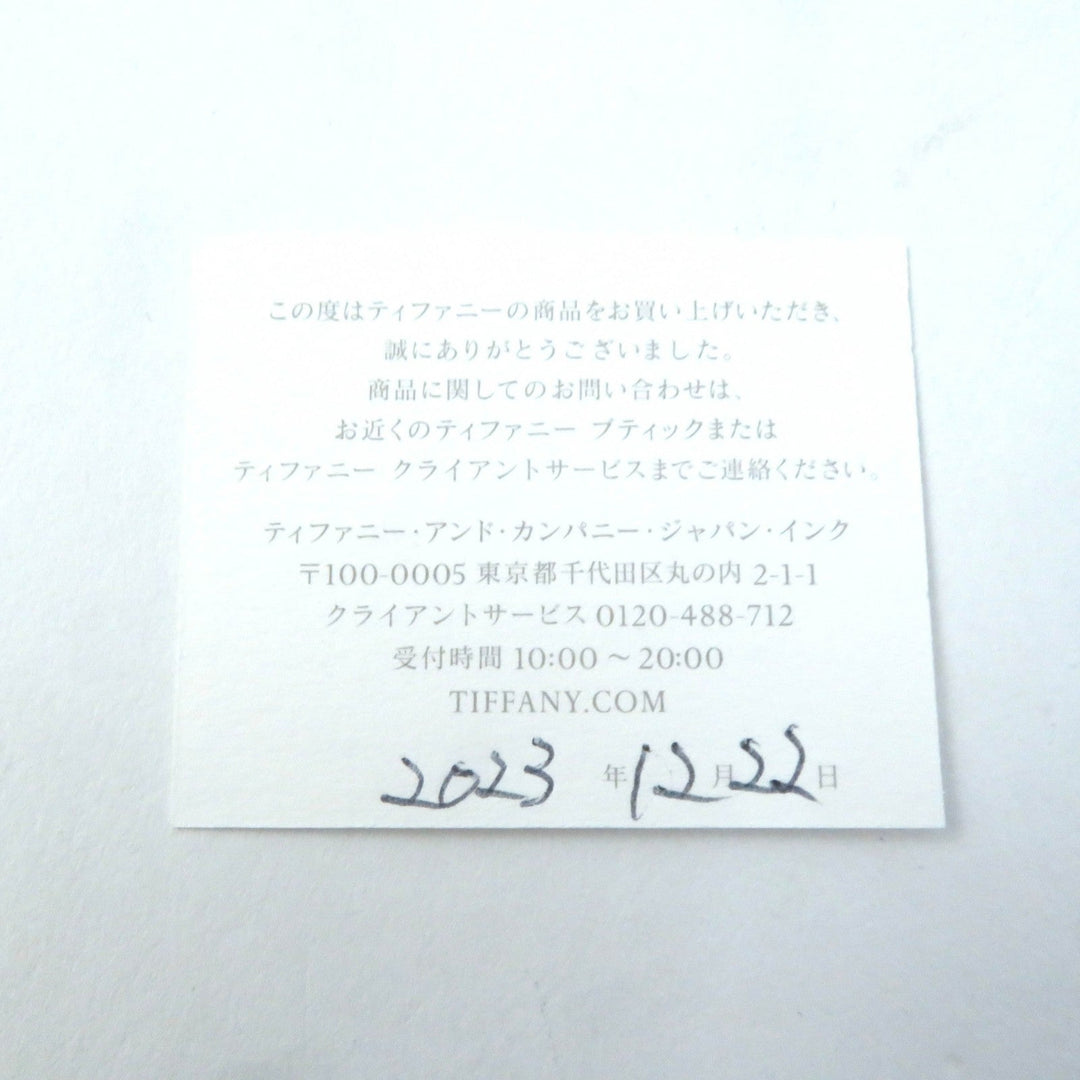 この度はティファニーの商品をお買い上げいただき、
誠にありがとうございました。
商品に関してのお問い合わせは、
お近くのティファニー ブティックまたは
ティファニー クライアントサービスまでご連絡ください。
ティファニー・アンド・カンパニー・ジャパン・インク
〒100-0005 東京都千代田区丸の内 2-1-1
クライアントサービス 0120-488-712
受付時間 10:00 ～ 20:00
TIFFANY.COM
2023 年 12 月 22 日